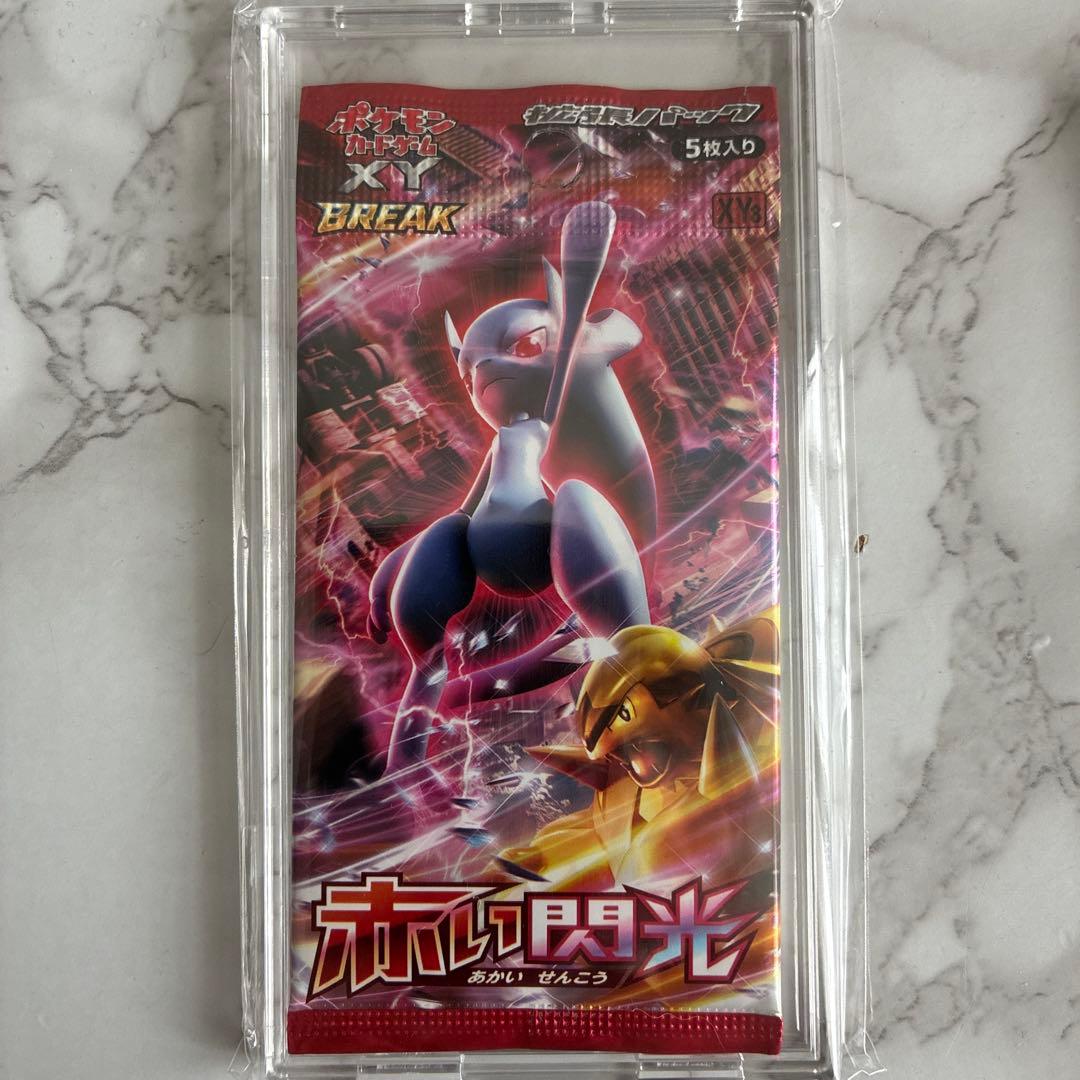 ポケモン
カードゲーム
XY
BREAK
拡張パック
5枚入り
XY8
赤い閃光
あかい せんこう